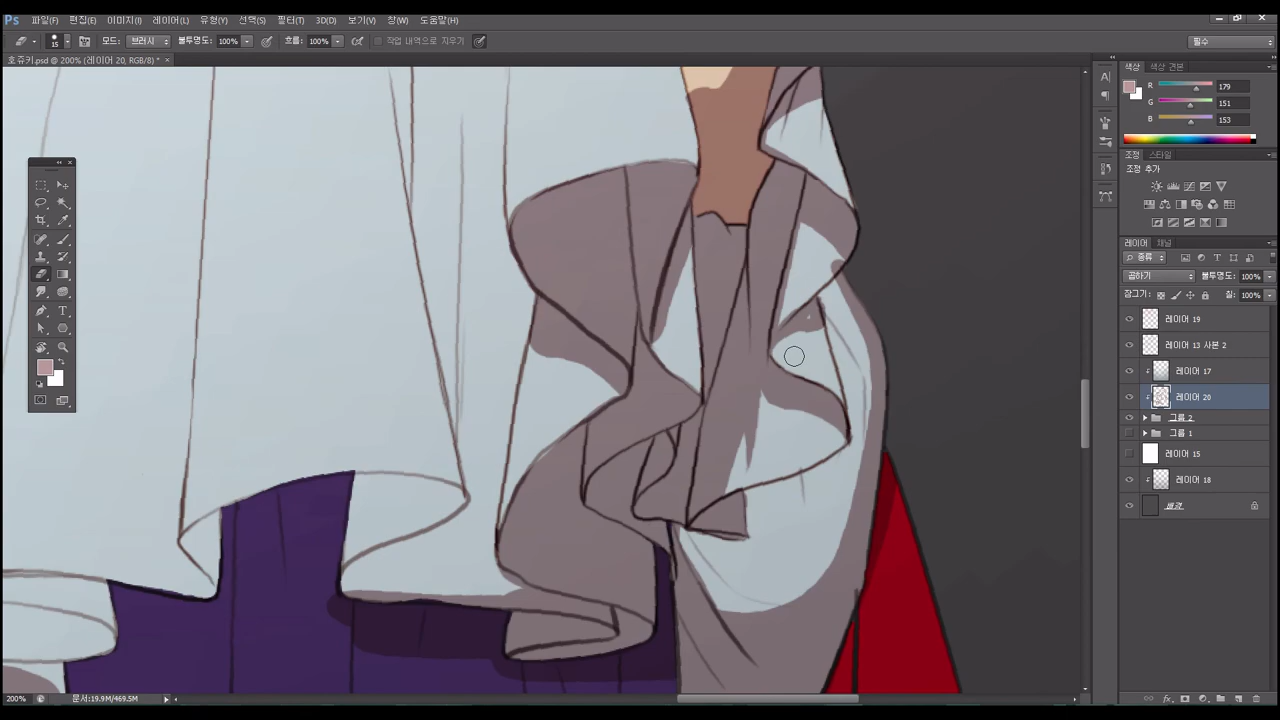 Ps 파일(F) 편집(E) 이미지(I) 레이어(L) 유형(Y) 선택(S) 필터(T) 3D(D) 보기(V) 창(W) 도움말(H)
15 모드: 브러시 불투명도: 100% 흐름: 100% 작업 내역으로 지우기 필수
호쥬키.psd @ 200% (레이어 20, RGB/8) *
색상 색상 견본
R 179
G 151
B 153
조정 스타일
조정 추가
레이어 채널
종류
곱하기 불투명도: 100%
잠그기: 칠: 100%
레이어 19
레이어 13 사본 2
레이어 17
레이어 20
그룹 2
그룹 1
레이어 15
레이어 18
배경
200% 문서:19.9M/469.5M